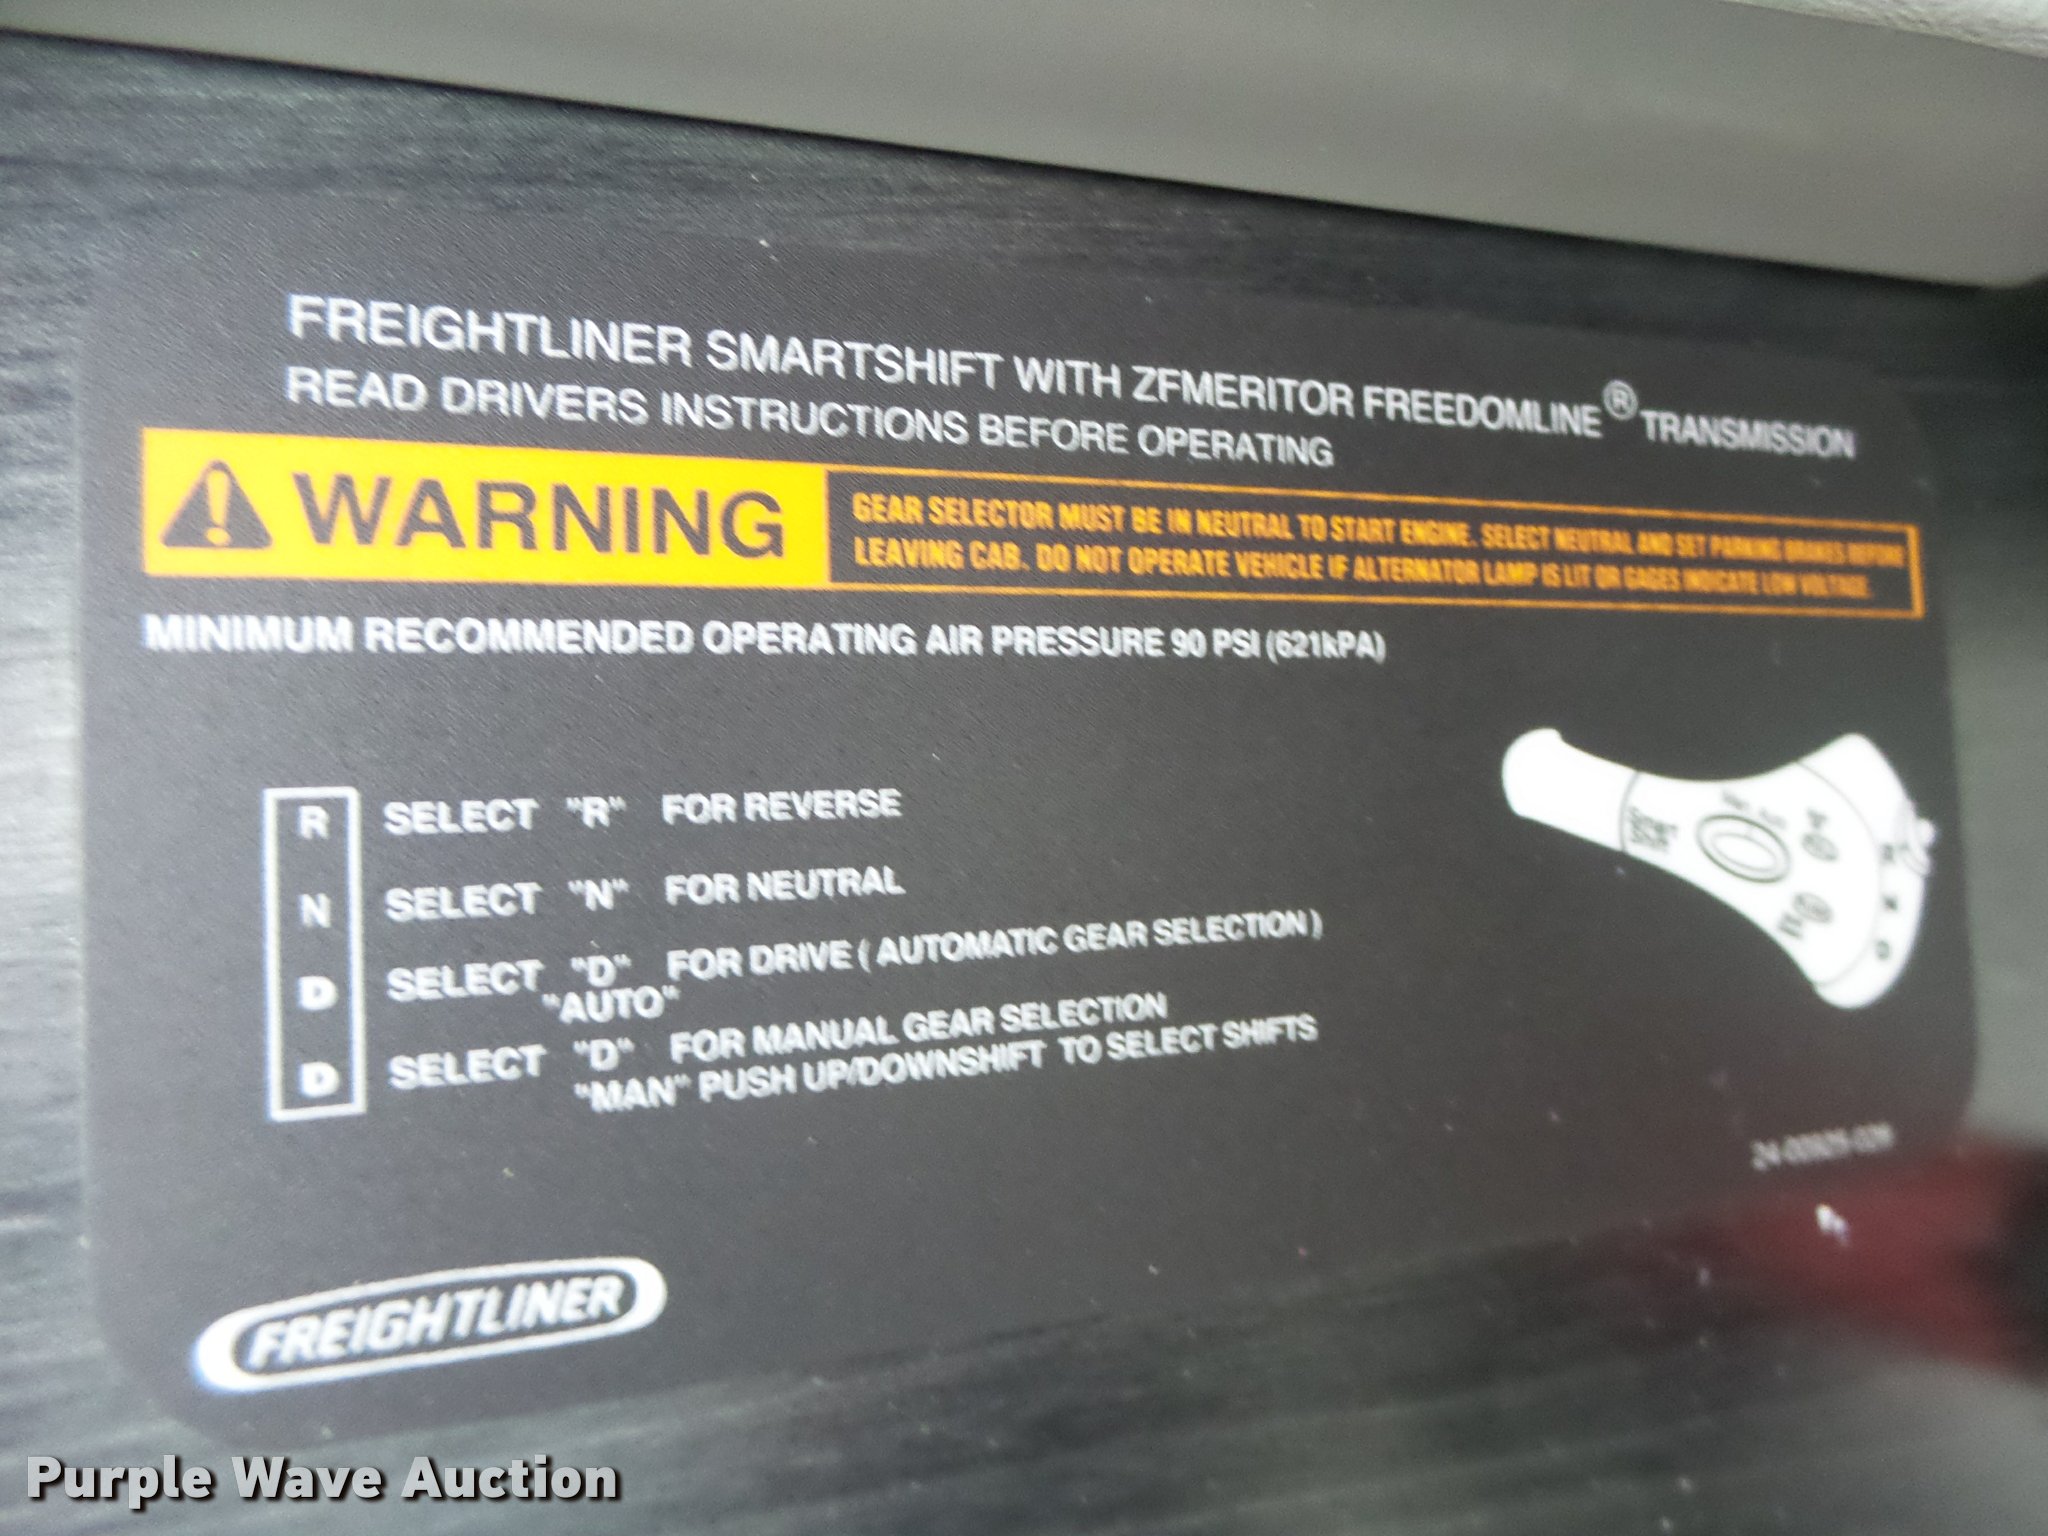 FREIGHTLINER SMARTSHIFT WITH ZFMERITOR FREEDOMLINE® TRANSMISSION
READ DRIVERS INSTRUCTIONS BEFORE OPERATING
WARNING
GEAR SELECTOR MUST BE IN NEUTRAL TO START ENGINE. SELECT NEUTRAL AND SET PARKING BRAKES BEFORE
LEAVING CAB. DO NOT OPERATE VEHICLE IF ALTERNATOR LAMP IS LIT OR GAGES INDICATE LOW VOLTAGE.
MINIMUM RECOMMENDED OPERATING AIR PRESSURE 90 PSI (621kPA)
R SELECT "R" FOR REVERSE
N SELECT "N" FOR NEUTRAL
D SELECT "D" FOR DRIVE ( AUTOMATIC GEAR SELECTION )
"AUTO"
D SELECT "D" FOR MANUAL GEAR SELECTION
"MAN" PUSH UP/DOWNSHIFT TO SELECT SHIFTS
FREIGHTLINER
Purple Wave Auction